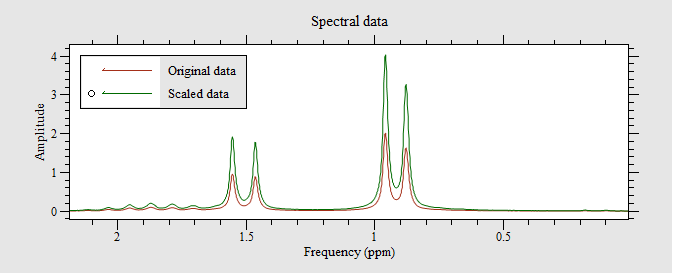 Spectral data
4
3
2
1
0
Amplitude
Original data
Scaled data
2
1.5
1
0.5
Frequency (ppm)